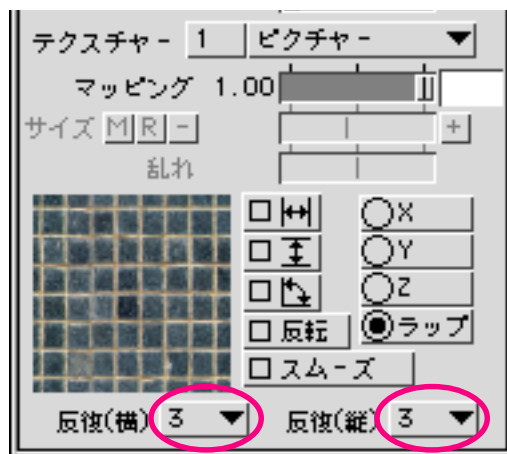 テクスチャー 1 ピクチャー
マッピング 1.00
サイズ M R - +
乱れ
X
Y
Z
反転 ラップ
スムーズ
反復(横) 3 反復(縦) 3